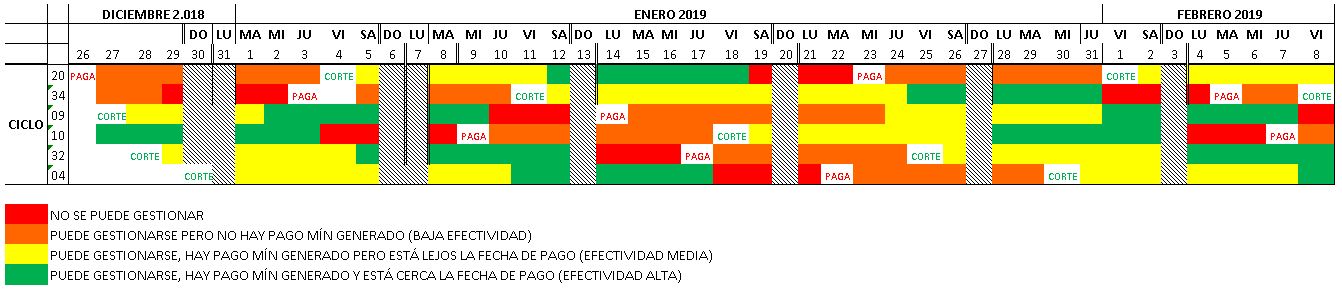 DICIEMBRE 2.018 ENERO 2019 FEBRERO 2019
DO LU MA MI JU VI SA DO LU MA MI JU VI SA DO LU MA MI JU VI SA DO LU MA MI JU VI SA DO LU MA MI JU VI SA DO LU MA MI JU VI
26 27 28 29 30 31 1 2 3 4 5 6 7 8 9 10 11 12 13 14 15 16 17 18 19 20 21 22 23 24 25 26 27 28 29 30 31 1 2 3 4 5 6 7 8
20 PAGA CORTE PAGA CORTE
34 PAGA CORTE PAGA CORTE
CICLO 09 CORTE PAGA
10 PAGA CORTE PAGA
32 CORTE PAGA CORTE
04 CORTE PAGA CORTE
NO SE PUEDE GESTIONAR
PUEDE GESTIONARSE PERO NO HAY PAGO MÍN GENERADO (BAJA EFECTIVIDAD)
PUEDE GESTIONARSE, HAY PAGO MÍN GENERADO PERO ESTÁ LEJOS LA FECHA DE PAGO (EFECTIVIDAD MEDIA)
PUEDE GESTIONARSE, HAY PAGO MÍN GENERADO Y ESTÁ CERCA LA FECHA DE PAGO (EFECTIVIDAD ALTA)